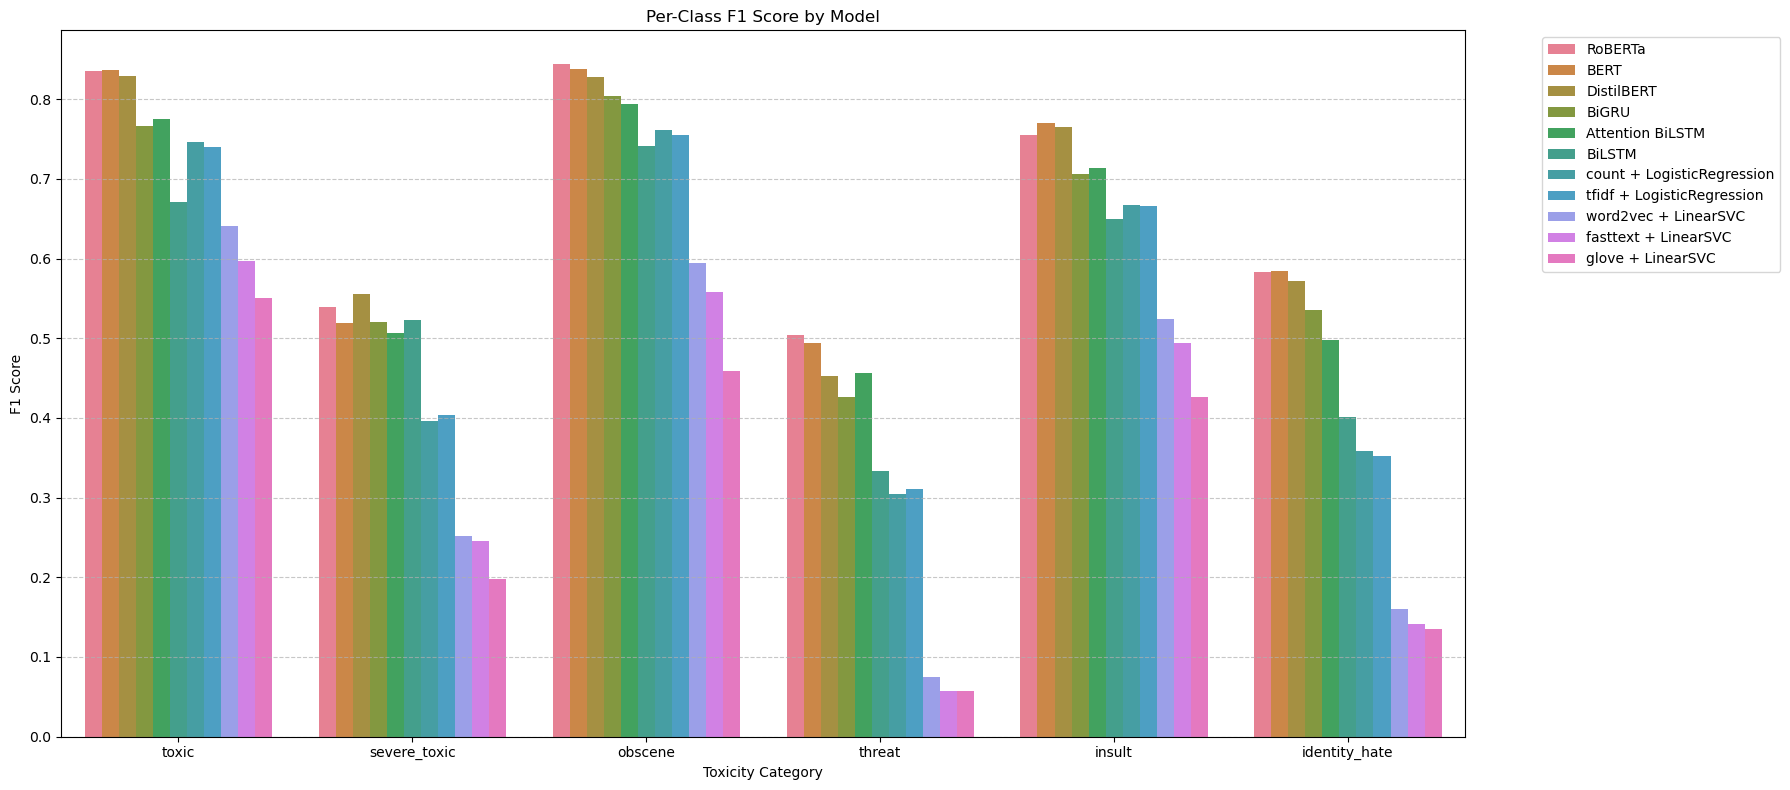 Per-Class F1 Score by Model
F1 Score
0.8
0.7
0.6
0.5
0.4
0.3
0.2
0.1
0.0
toxic
severe_toxic
obscene
threat
insult
identity_hate
Toxicity Category
RoBERTa
BERT
DistilBERT
BiGRU
Attention BiLSTM
BiLSTM
count + LogisticRegression
tfidf + LogisticRegression
word2vec + LinearSVC
fasttext + LinearSVC
glove + LinearSVC